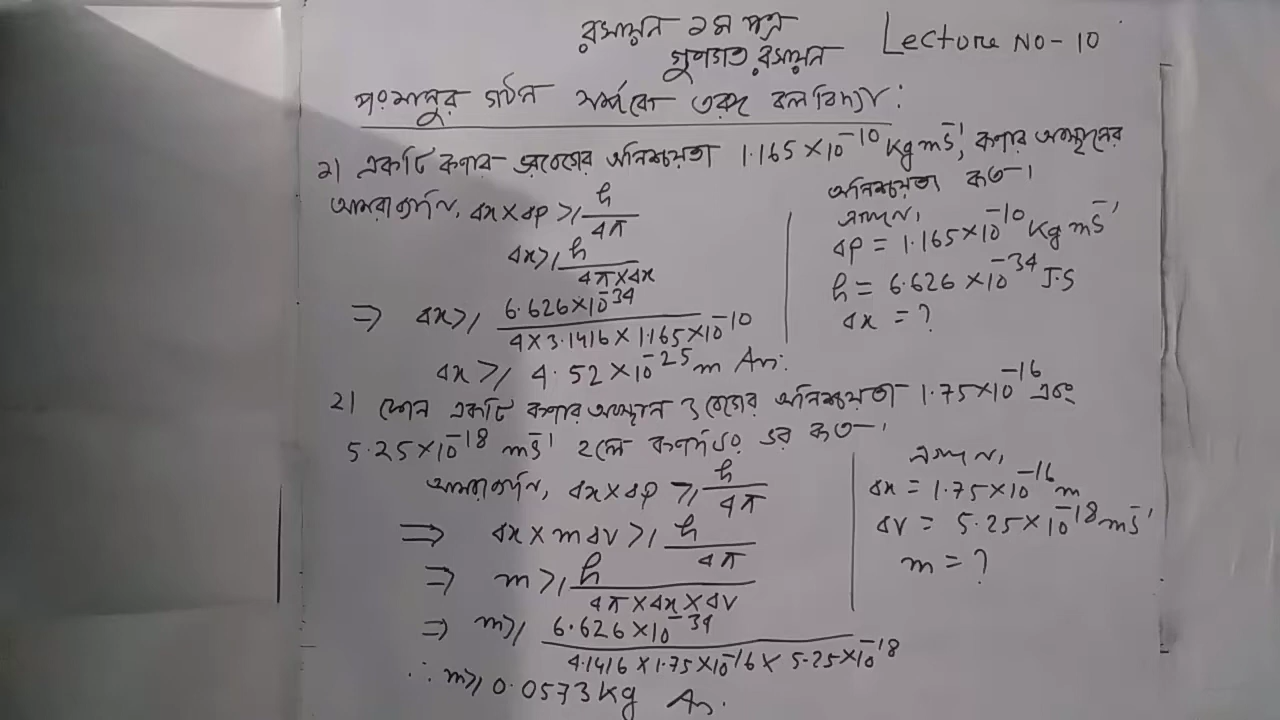 রসায়ন ১ম পত্র
গুণগত রসায়ন
Lecture No - 10
পরমাণুর গঠন সম্পর্কে তরঙ্গ বলবিদ্যা:
১) একটি কণার ভরবেগের অনিশ্চয়তা 1.165×10⁻¹⁰ Kgms⁻¹, কণার অবস্থানের
অনিশ্চয়তা কত-।
আমরা জানি, Δx×Δp ≥ h/4π
Δx ≥ h/4π×Δx
⇒ Δx ≥ 6.626×10⁻³⁴/4×3.1416×1.165×10⁻¹⁰
Δx ≥ 4.52×10⁻²⁵ m Ans.
এখানে,
Δp = 1.165×10⁻¹⁰ Kgms⁻¹
h = 6.626×10⁻³⁴ J.S
Δx = ?
২) কোন একটি কণার অবস্থান ও বেগের অনিশ্চয়তা 1.75×10⁻¹⁶ এবং
5.25×10⁻¹⁸ ms⁻¹ হলে কণাটির ভর কত-।
আমরা জানি, Δx×Δp ≥ h/4π
⇒ Δx×mΔv ≥ h/4π
⇒ m ≥ h/4π×Δx×Δv
⇒ m ≥ 6.626×10⁻³⁴/4.1416×1.75×10⁻¹⁶×5.25×10⁻¹⁸
∴ m ≥ 0.0573 kg Ans.
এখানে,
Δx = 1.75×10⁻¹⁶ m
Δv = 5.25×10⁻¹⁸ ms⁻¹
m = ?